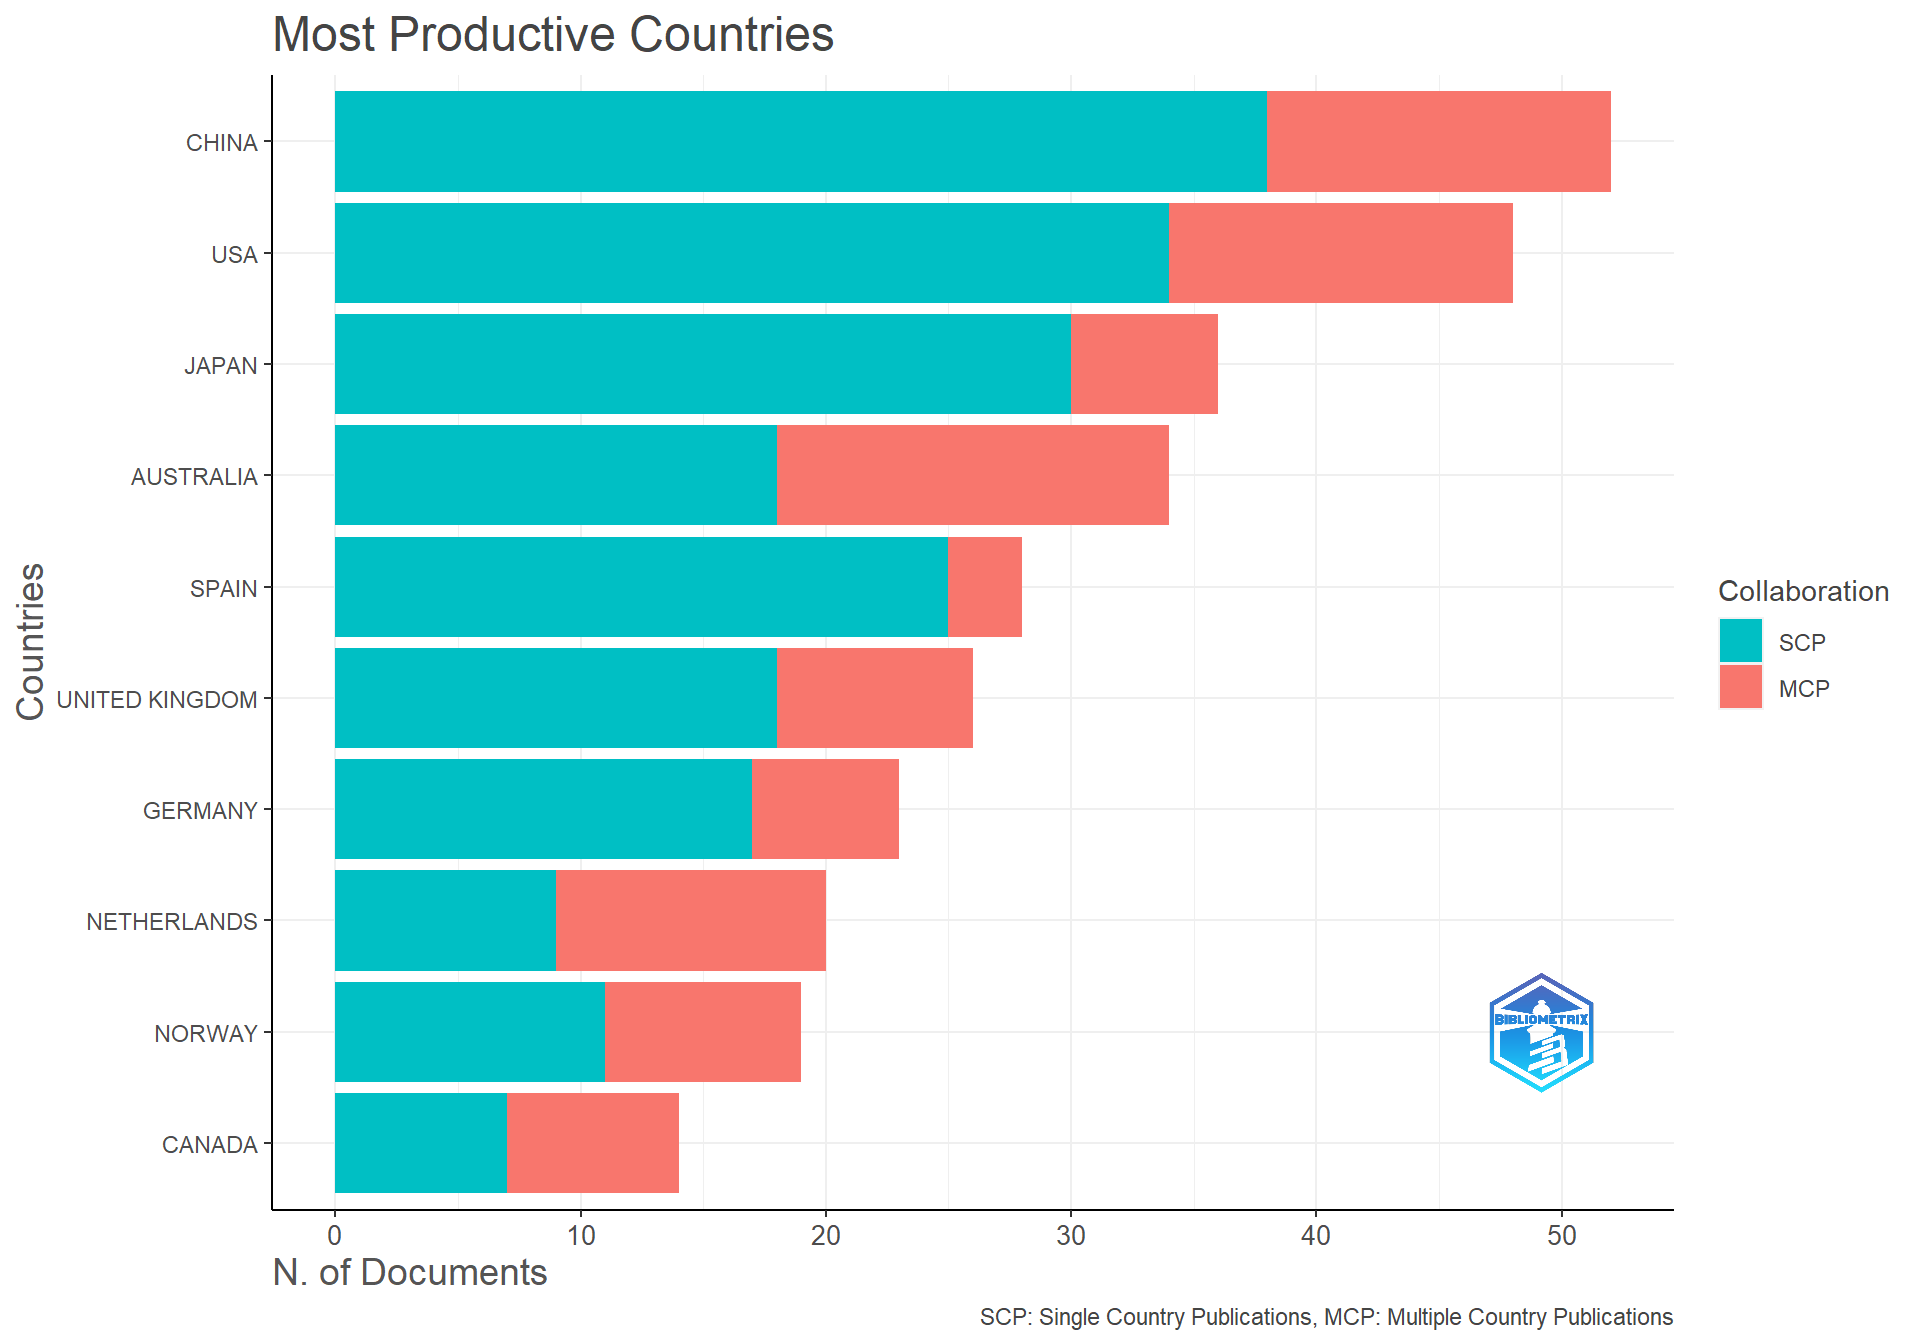 Most Productive Countries
Countries
CHINA
USA
JAPAN
AUSTRALIA
SPAIN
UNITED KINGDOM
GERMANY
NETHERLANDS
NORWAY
CANADA
0 10 20 30 40 50
N. of Documents
Collaboration
SCP
MCP
BIBLIOMETRIX
SCP: Single Country Publications, MCP: Multiple Country Publications